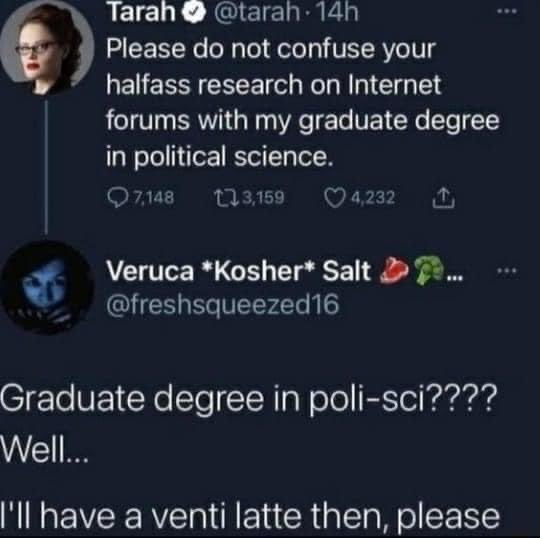 Tarah @tarah · 14h
Please do not confuse your
halfass research on Internet
forums with my graduate degree
in political science.
7,148 3,159 4,232
Veruca *Kosher* Salt 🥩🥦...
@freshsqueezed16
Graduate degree in poli-sci????
Well...
I'll have a venti latte then, please